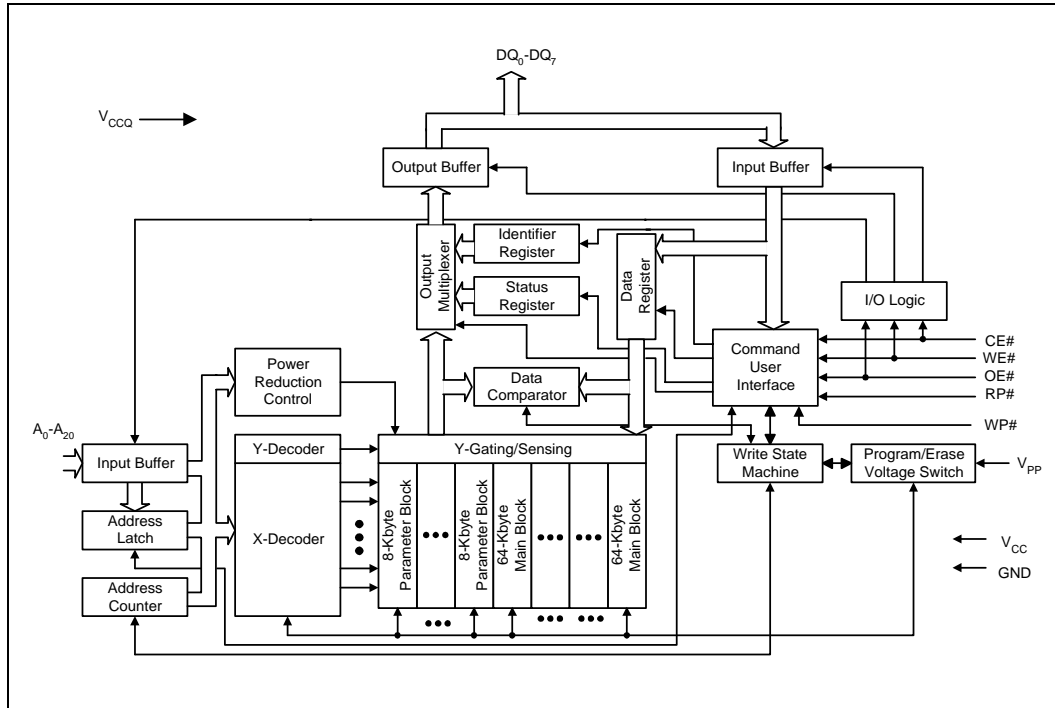 DQ0-DQ7
VCCQ
Output Buffer
Input Buffer
Output
Multiplexer
Identifier
Register
Status
Register
Data
Register
I/O Logic
Command
User
Interface
CE#
WE#
OE#
RP#
WP#
Power
Reduction
Control
Data
Comparator
A0-A20
Input Buffer
Y-Decoder
Y-Gating/Sensing
Write State
Machine
Program/Erase
Voltage Switch
VPP
Address
Latch
X-Decoder
8-Kbyte
Parameter Block
8-Kbyte
Parameter Block
64-Kbyte
Main Block
64-Kbyte
Main Block
VCC
GND
Address
Counter